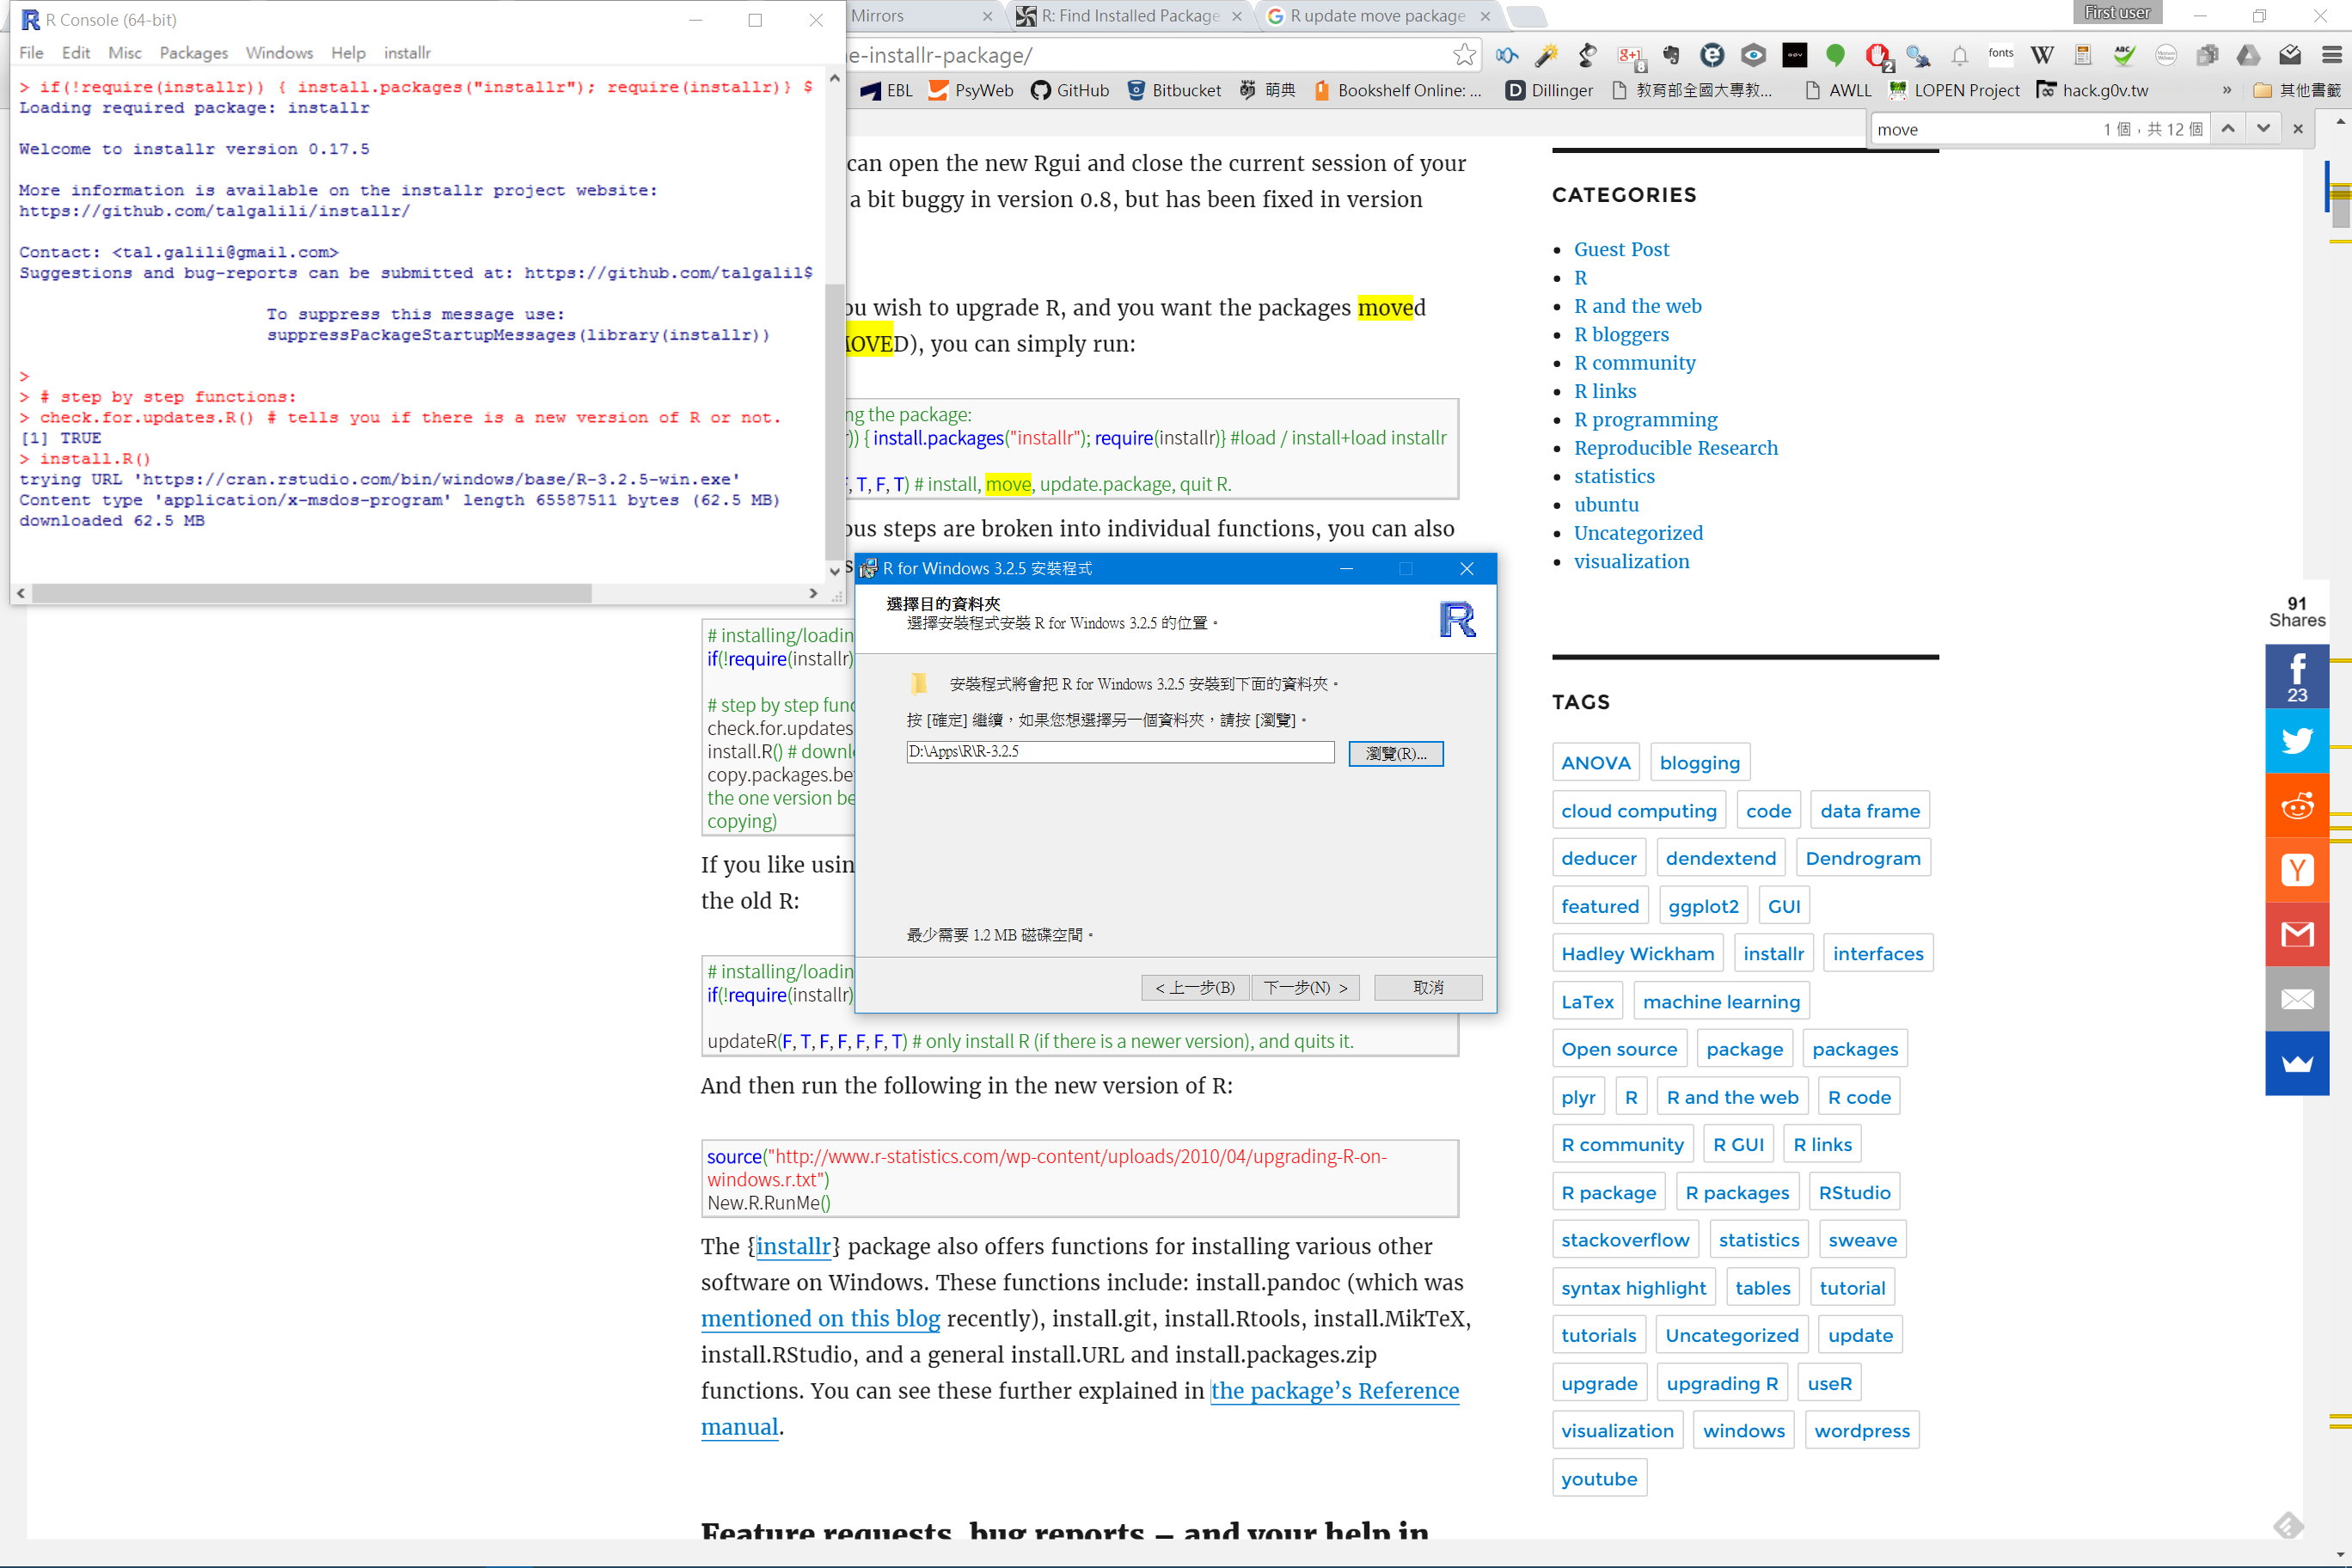 R Console (64-bit)
File Edit Misc Packages Windows Help installr
> if(!require(installr)) { install.packages("installr"); require(installr)} $
Loading required package: installr
Welcome to installr version 0.17.5
More information is available on the installr project website:
https://github.com/talgalili/installr/
Contact: <tal.galili@gmail.com>
Suggestions and bug-reports can be submitted at: https://github.com/talgalil$
To suppress this message use:
suppressPackageStartupMessages(library(installr))
>
> # step by step functions:
> check.for.updates.R() # tells you if there is a new version of R or not.
[1] TRUE
> install.R()
trying URL 'https://cran.rstudio.com/bin/windows/base/R-3.2.5-win.exe'
Content type 'application/x-msdos-program' length 65587511 bytes (62.5 MB)
downloaded 62.5 MB
Mirrors
R: Find Installed Package
R update move package
First user
e-installr-package/
g+1 8
2
fonts
W
ABC
EBL
PsyWeb
GitHub
Bitbucket
萌典
Bookshelf Online: ...
Dillinger
教育部全國大專教...
AWLL
LOPEN Project
hack.g0v.tw
»
其他書籤
move
1 個，共 12 個
can open the new Rgui and close the current session of your
a bit buggy in version 0.8, but has been fixed in version
ou wish to upgrade R, and you want the packages moved
MOVED), you can simply run:
ng the package:
)) { install.packages("installr"); require(installr)} #load / install+load installr
F, T, F, T) # install, move, update.package, quit R.
ous steps are broken into individual functions, you can also
s
R for Windows 3.2.5 安裝程式
選擇目的資料夾
選擇安裝程式安裝 R for Windows 3.2.5 的位置。
安裝程式將會把 R for Windows 3.2.5 安裝到下面的資料夾。
按 [確定] 繼續，如果您想選擇另一個資料夾，請按 [瀏覽]。
D:\Apps\R\R-3.2.5
瀏覽(R)...
最少需要 1.2 MB 磁碟空間。
< 上一步(B)
下一步(N) >
取消
# installing/loadin
if(!require(installr)
# step by step func
check.for.updates
install.R() # downl
copy.packages.be
the one version be
copying)
If you like usin
the old R:
# installing/loadin
if(!require(installr)
updateR(F, T, F, F, F, F, T) # only install R (if there is a newer version), and quits it.
And then run the following in the new version of R:
source("http://www.r-statistics.com/wp-content/uploads/2010/04/upgrading-R-on-
windows.r.txt")
New.R.RunMe()
The {installr} package also offers functions for installing various other
software on Windows. These functions include: install.pandoc (which was
mentioned on this blog recently), install.git, install.Rtools, install.MikTeX,
install.RStudio, and a general install.URL and install.packages.zip
functions. You can see these further explained in the package's Reference
manual.
Feature requests, bug reports – and your help in
CATEGORIES
Guest Post
R
R and the web
R bloggers
R community
R links
R programming
Reproducible Research
statistics
ubuntu
Uncategorized
visualization
TAGS
ANOVA blogging
cloud computing code data frame
deducer dendextend Dendrogram
featured ggplot2 GUI
Hadley Wickham installr interfaces
LaTex machine learning
Open source package packages
plyr R R and the web R code
R community R GUI R links
R package R packages RStudio
stackoverflow statistics sweave
syntax highlight tables tutorial
tutorials Uncategorized update
upgrade upgrading R useR
visualization windows wordpress
youtube
91
Shares
23